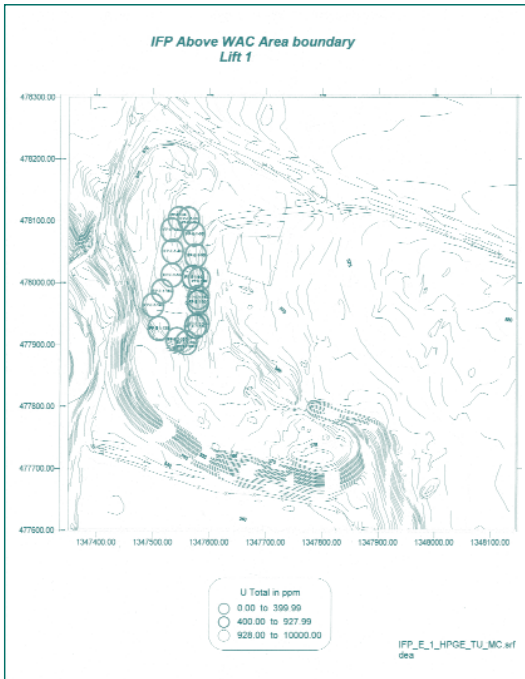 IFP Above WAC Area boundary
Lift 1
478300.00
478200.00
478100.00
478000.00
477900.00
477800.00
477700.00
477600.00
1347400.00 1347500.00 1347600.00 1347700.00 1347800.00 1347900.00 1348000.00 1348100.00
U Total in ppm
0.00 to 399.99
400.00 to 927.99
928.00 to 10000.00
IFP_E_1_HPGE_TU_MC.srf
dea